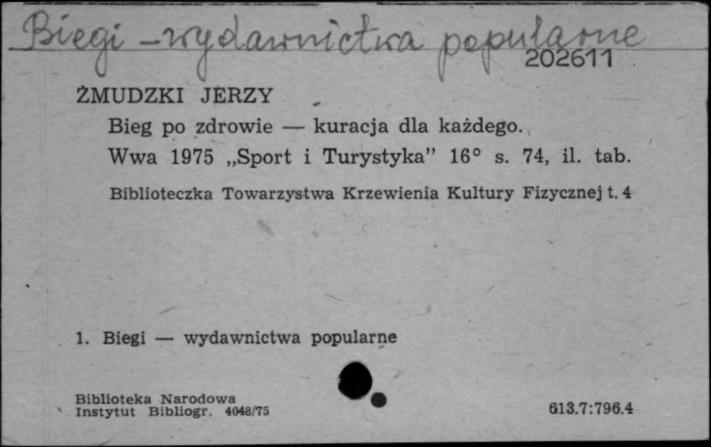 Biegi – wydawnictwa popularne
202611
ŻMUDZKI JERZY
Bieg po zdrowie — kuracja dla każdego.
Wwa 1975 „Sport i Turystyka” 16° s. 74, il. tab.
Biblioteczka Towarzystwa Krzewienia Kultury Fizycznej t. 4
1. Biegi — wydawnictwa popularne
Biblioteka Narodowa
Instytut Bibliogr. 4048/75
613.7:796.4